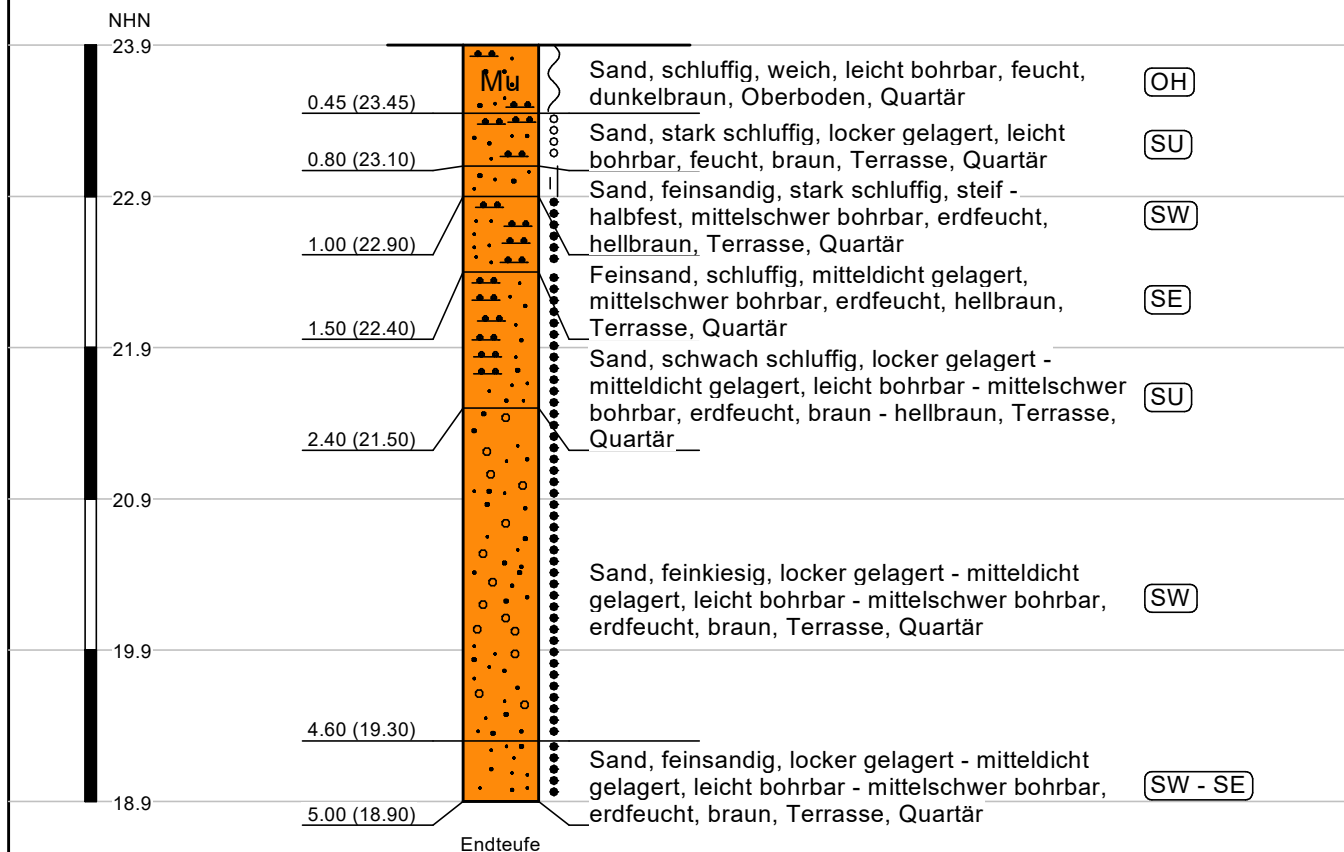 NHN
23.9
Mu
Sand, schluffig, weich, leicht bohrbar, feucht,
dunkelbraun, Oberboden, Quartär
OH
0.45 (23.45)
Sand, stark schluffig, locker gelagert, leicht
bohrbar, feucht, braun, Terrasse, Quartär
SU
0.80 (23.10)
22.9
Sand, feinsandig, stark schluffig, steif -
halbfest, mittelschwer bohrbar, erdfeucht,
hellbraun, Terrasse, Quartär
SW
1.00 (22.90)
Feinsand, schluffig, mitteldicht gelagert,
mittelschwer bohrbar, erdfeucht, hellbraun,
Terrasse, Quartär
SE
1.50 (22.40)
21.9
Sand, schwach schluffig, locker gelagert -
mitteldicht gelagert, leicht bohrbar - mittelschwer
bohrbar, erdfeucht, braun - hellbraun, Terrasse,
Quartär
SU
2.40 (21.50)
20.9
Sand, feinkiesig, locker gelagert - mitteldicht
gelagert, leicht bohrbar - mittelschwer bohrbar,
erdfeucht, braun, Terrasse, Quartär
SW
19.9
4.60 (19.30)
Sand, feinsandig, locker gelagert - mitteldicht
gelagert, leicht bohrbar - mittelschwer bohrbar,
erdfeucht, braun, Terrasse, Quartär
SW - SE
18.9
5.00 (18.90)
Endteufe